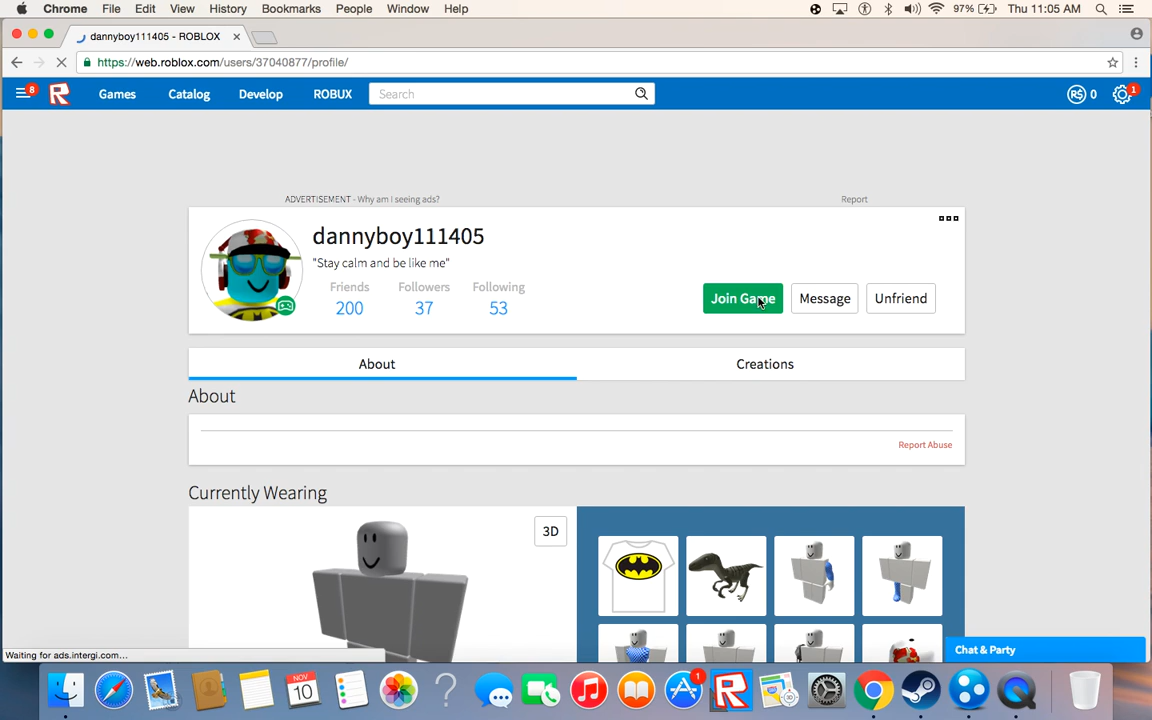 Chrome File Edit View History Bookmarks People Window Help 97% Thu 11:05 AM
dannyboy111405 - ROBLOX
https://web.roblox.com/users/37040877/profile/
8 R Games Catalog Develop ROBUX Search R$ 0 1
ADVERTISEMENT - Why am I seeing ads? Report
dannyboy111405
"Stay calm and be like me"
Friends Followers Following
200 37 53
Join Game Message Unfriend
About Creations
About
Report Abuse
Currently Wearing
3D
Chat & Party
Waiting for ads.intergi.com...
NOV
10
1
R